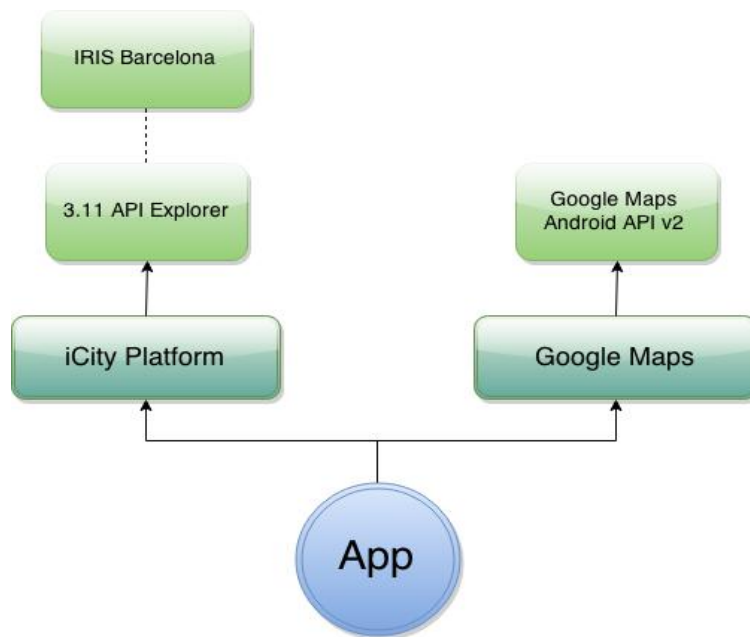 IRIS Barcelona
3.11 API Explorer
Google Maps
Android API v2
iCity Platform
Google Maps
App